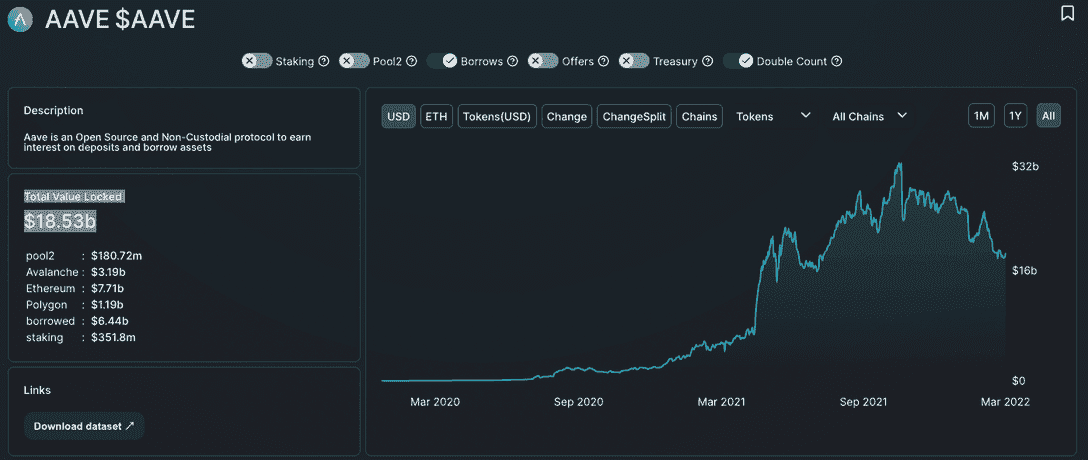 AAVE $AAVE
Staking Pool2 Borrows Offers Treasury Double Count
Description
Aave is an Open Source and Non-Custodial protocol to earn
interest on deposits and borrow assets
Total Value Locked
$18.53b
pool2 : $180.72m
Avalanche : $3.19b
Ethereum : $7.71b
Polygon : $1.19b
borrowed : $6.44b
staking : $351.8m
Links
Download dataset ↗
USD ETH Tokens(USD) Change ChangeSplit Chains Tokens All Chains 1M 1Y All
$32b
$16b
$0
Mar 2020 Sep 2020 Mar 2021 Sep 2021 Mar 2022